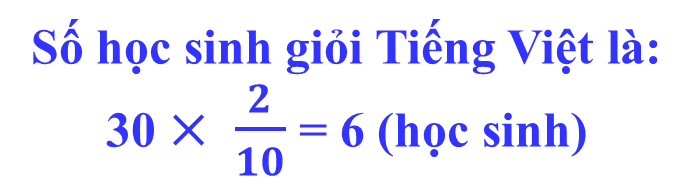 Số học sinh giỏi Tiếng Việt là:
30 × 2/10 = 6 (học sinh)